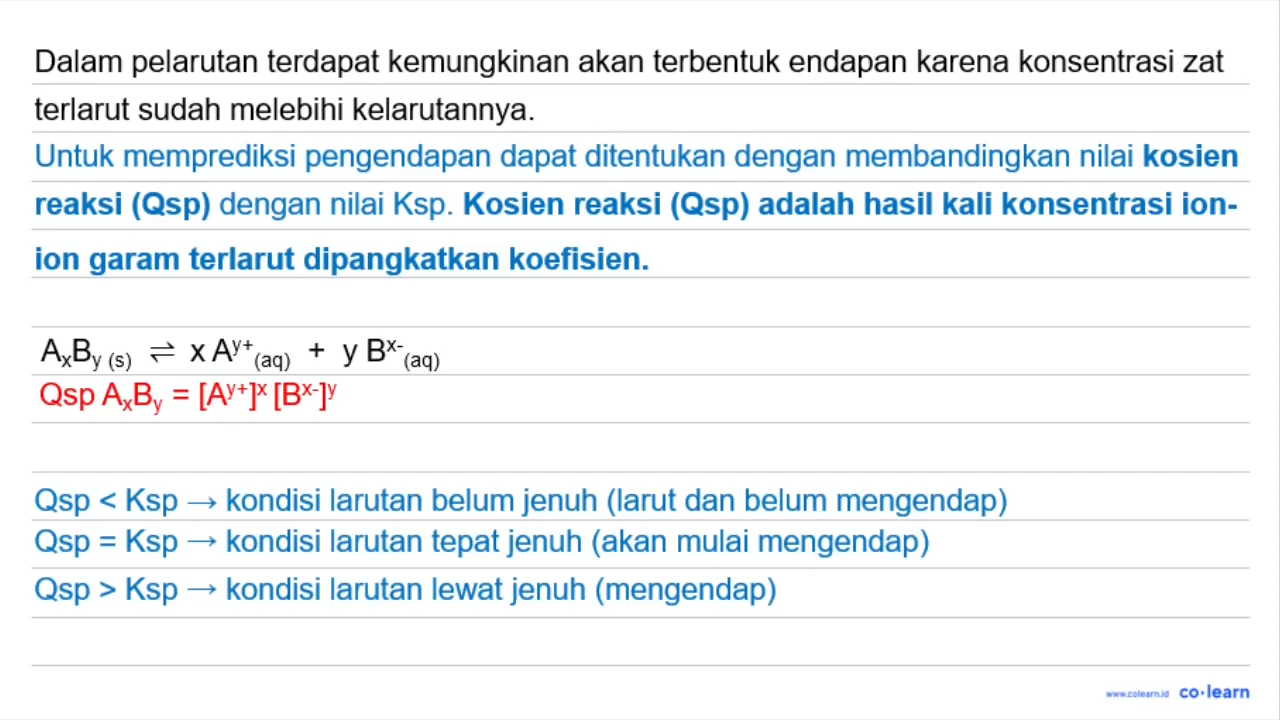 Dalam pelarutan terdapat kemungkinan akan terbentuk endapan karena konsentrasi zat
terlarut sudah melebihi kelarutannya.
Untuk memprediksi pengendapan dapat ditentukan dengan membandingkan nilai kosien
reaksi (Qsp) dengan nilai Ksp. Kosien reaksi (Qsp) adalah hasil kali konsentrasi ion-
ion garam terlarut dipangkatkan koefisien.
AₓBᵧ ₍ₛ₎ ⇌ x Aʸ⁺(aq) + y Bˣ⁻(aq)
Qsp AₓBᵧ = [Aʸ⁺]ˣ [Bˣ⁻]ʸ
Qsp < Ksp → kondisi larutan belum jenuh (larut dan belum mengendap)
Qsp = Ksp → kondisi larutan tepat jenuh (akan mulai mengendap)
Qsp > Ksp → kondisi larutan lewat jenuh (mengendap)
www.colearn.id co·learn